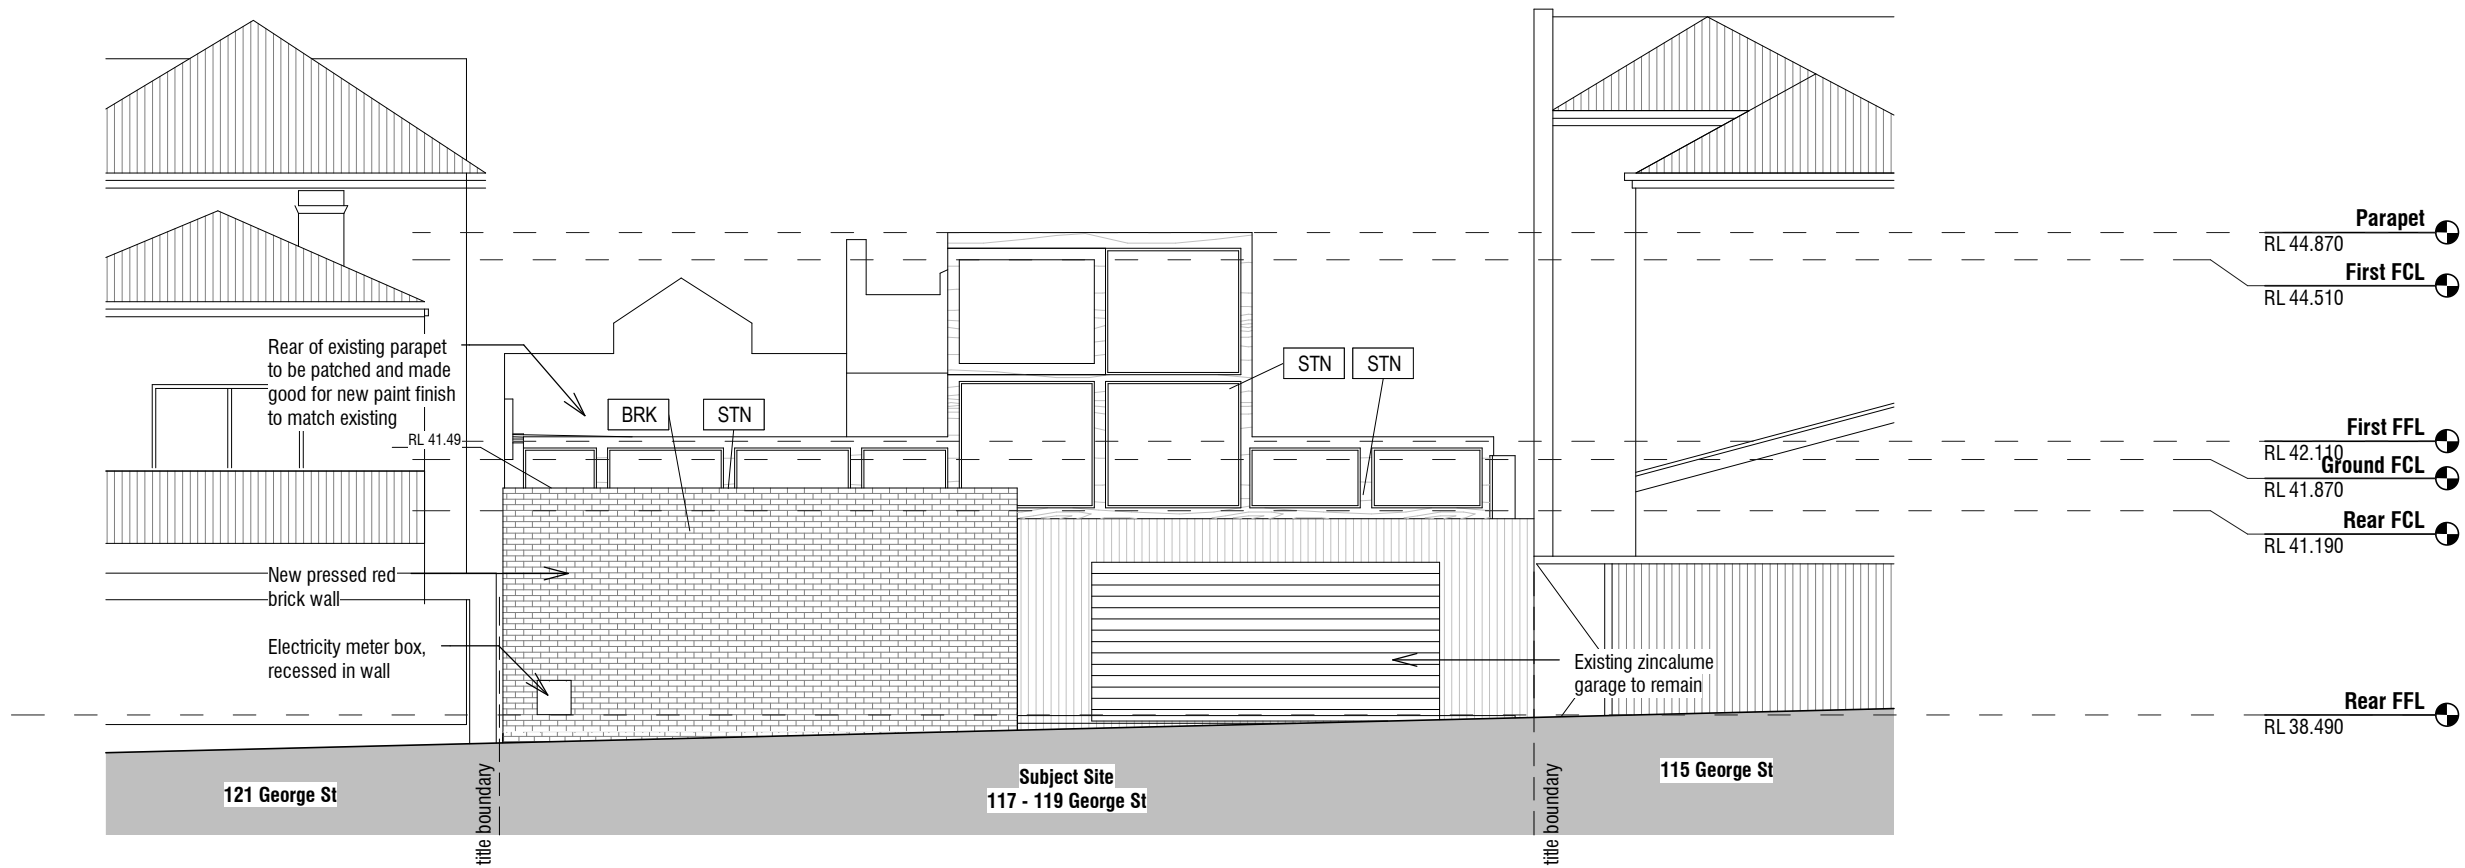 Parapet
RL 44.870
First FCL
RL 44.510
Rear of existing parapet
to be patched and made
good for new paint finish
to match existing
STN
STN
BRK
STN
RL 41.49
First FFL
RL 42.110
Ground FCL
RL 41.870
Rear FCL
RL 41.190
New pressed red
brick wall
Electricity meter box,
recessed in wall
Existing zincalume
garage to remain
Rear FFL
RL 38.490
121 George St
title boundary
Subject Site
117 - 119 George St
title boundary
115 George St